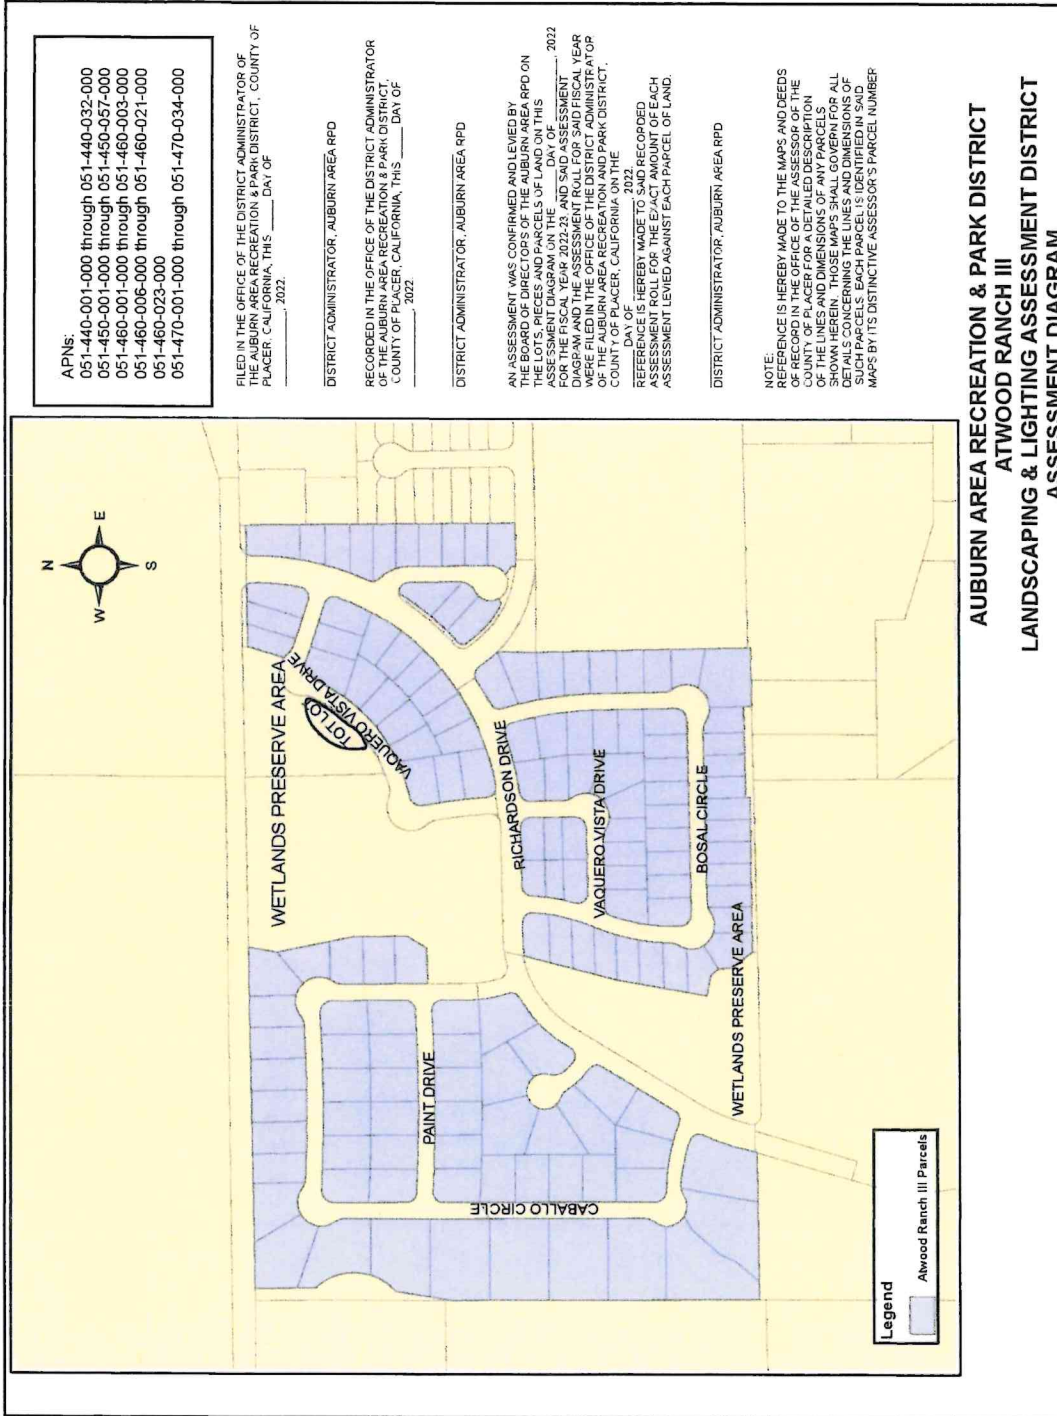 APNs:
051-440-001-000 through 051-440-032-000
051-450-001-000 through 051-450-057-000
051-460-001-000 through 051-460-003-000
051-460-006-000 through 051-460-0021-000
051-460-023-000
051-470-001-000 through 051-470-034-000
FILED IN THE OFFICE OF THE DISTRICT ADMINISTRATOR OF
THE AUBURN AREA RECREATION & PARK DISTRICT, COUNTY OF
PLACER, CALIFORNIA, THIS ____ DAY OF
________, 2022.
DISTRICT ADMINISTRATOR, AUBURN AREA RPD
RECORDED IN THE OFFICE OF THE DISTRICT ADMINISTRATOR
OF THE AUBURN AREA RECREATION & PARK DISTRICT,
COUNTY OF PLACER, CALIFORNIA, THIS ____ DAY OF
________, 2022.
DISTRICT ADMINISTRATOR, AUBURN AREA RPD
AN ASSESSMENT WAS CONFIRMED AND LEVIED BY
THE BOARD OF DIRECTORS OF THE AUBURN AREA RPD ON
THE LOTS, PIECES AND PARCELS OF LAND ON THIS
ASSESSMENT DIAGRAM ON THE ____ DAY OF ________, 2022
FOR THE FISCAL YEAR 2022-23 AND SAID ASSESSMENT
DIAGRAM AND THE ASSESSMENT ROLL FOR SAID FISCAL YEAR
WERE FILED IN THE OFFICE OF THE DISTRICT ADMINISTRATOR
OF THE AUBURN AREA RECREATION AND PARK DISTRICT,
COUNTY OF PLACER, CALIFORNIA ON THE
____ DAY OF ________, 2022.
REFERENCE IS HEREBY MADE TO SAID RECORDED
ASSESSMENT ROLL FOR THE EXACT AMOUNT OF EACH
ASSESSMENT LEVIED AGAINST EACH PARCEL OF LAND.
DISTRICT ADMINISTRATOR, AUBURN AREA RPD
NOTE:
REFERENCE IS HEREBY MADE TO THE MAPS AND DEEDS
OF RECORD IN THE OFFICE OF THE ASSESSOR OF THE
COUNTY OF PLACER FOR A DETAILED DESCRIPTION
OF THE LINES AND DIMENSIONS OF ANY PARCELS
SHOWN HEREIN. THOSE MAPS SHALL GOVERN FOR ALL
DETAILS CONCERNING THE LINES AND DIMENSIONS OF
SUCH PARCELS. EACH PARCEL IS IDENTIFIED IN SAID
MAPS BY ITS DISTINCTIVE ASSESSOR'S PARCEL NUMBER
N
W
E
S
WETLANDS PRESERVE AREA
TOT LOT
VAQUERO VISTA DRIVE
RICHARDSON DRIVE
VAQUERO VISTA DRIVE
BOSAL CIRCLE
PAINT DRIVE
CABALLO CIRCLE
WETLANDS PRESERVE AREA
Legend
Atwood Ranch III Parcels
AUBURN AREA RECREATION & PARK DISTRICT
ATWOOD RANCH III
LANDSCAPING & LIGHTING ASSESSMENT DISTRICT
ASSESSMENT DIAGRAM